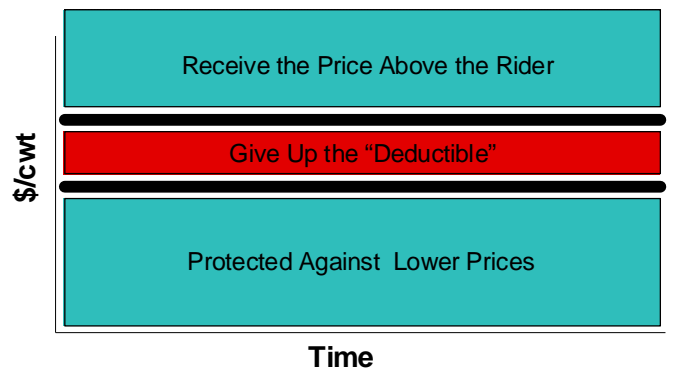 Receive the Price Above the Rider
Give Up the “Deductible”
Protected Against  Lower Prices
$/cwt
Time